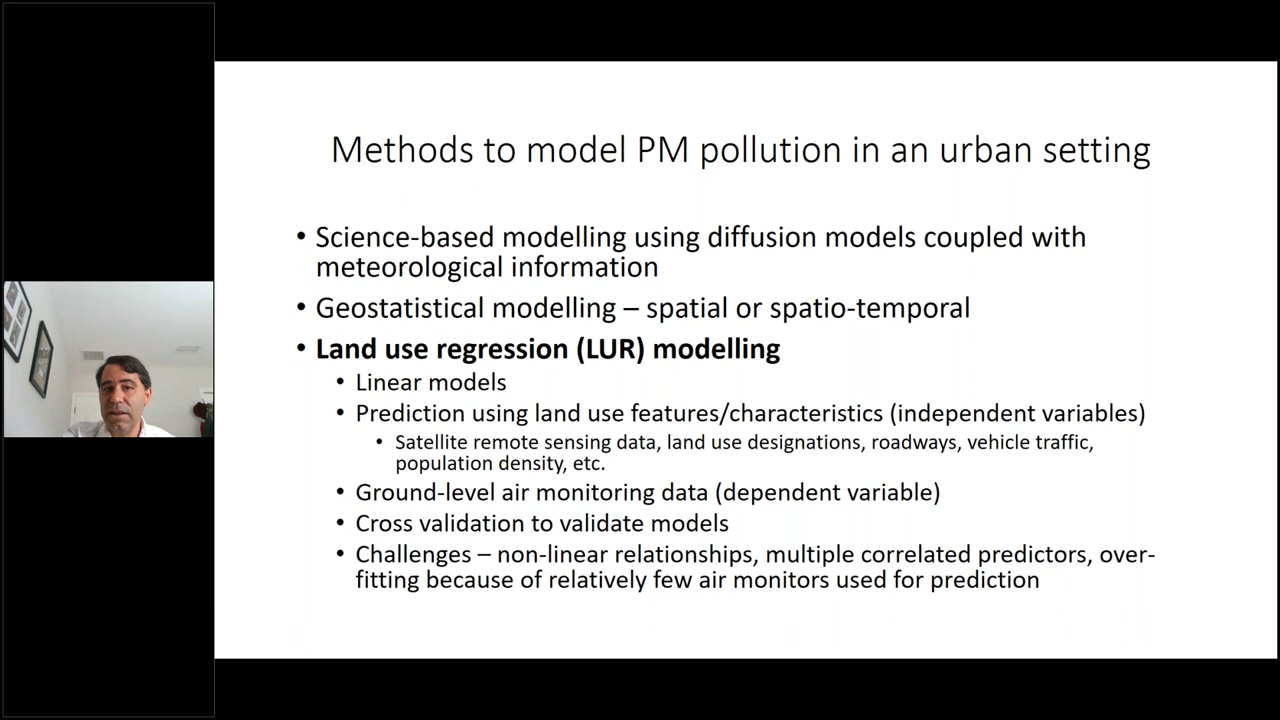 Methods to model PM pollution in an urban setting
• Science-based modelling using diffusion models coupled with
meteorological information
• Geostatistical modelling – spatial or spatio-temporal
• Land use regression (LUR) modelling
• Linear models
• Prediction using land use features/characteristics (independent variables)
• Satellite remote sensing data, land use designations, roadways, vehicle traffic,
population density, etc.
• Ground-level air monitoring data (dependent variable)
• Cross validation to validate models
• Challenges – non-linear relationships, multiple correlated predictors, over-
fitting because of relatively few air monitors used for prediction